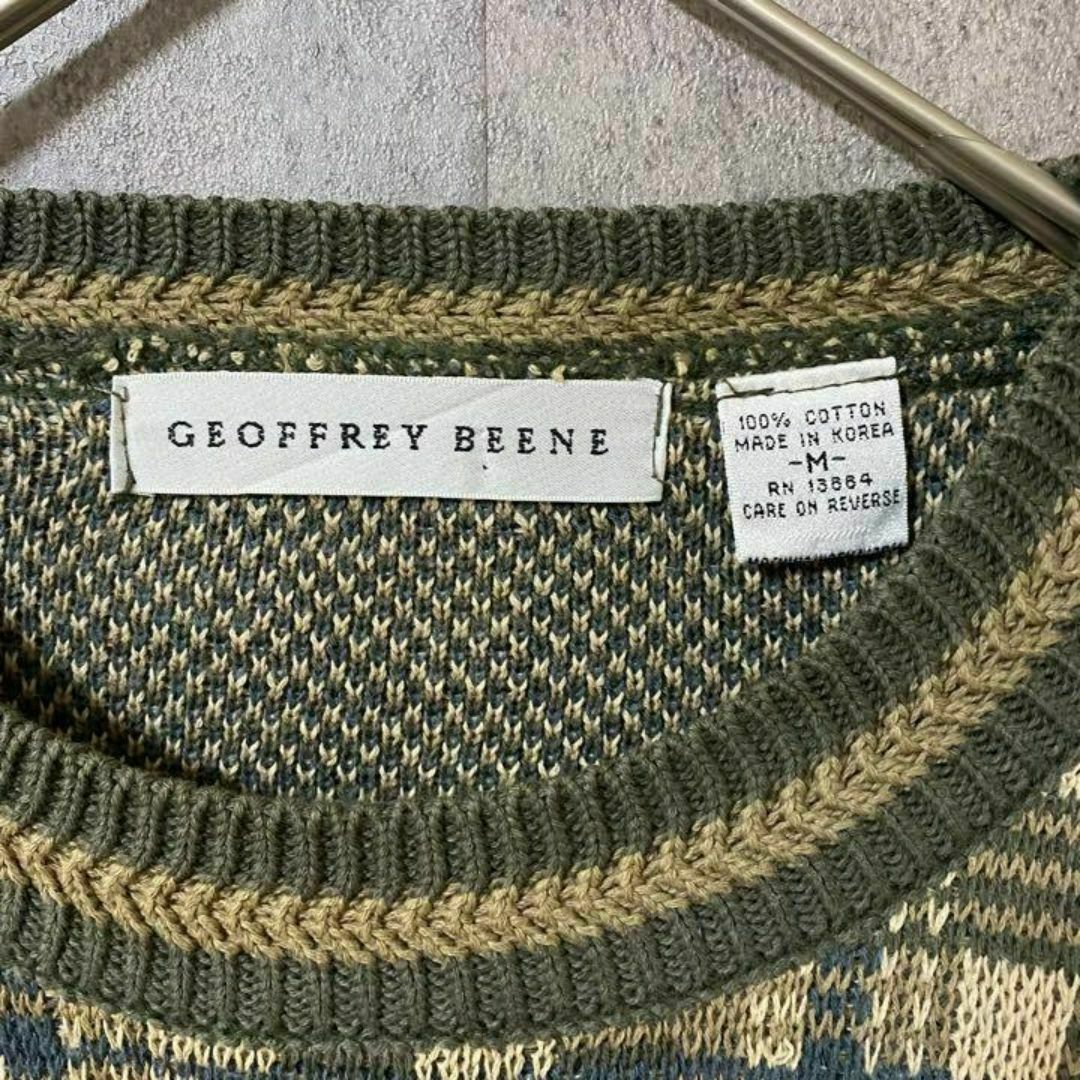 GEOFFREY BEENE
100% COTTON
MADE IN KOREA
-M-
RN 13864
CARE ON REVERSE